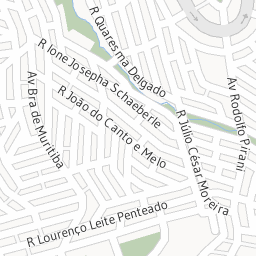 R Quaresma Delgado
R Ione Josepha Schaeberle
R João do Canto e Melo
Av Bra de Muritiba
Av Rodolfo Pirani
R Júlio César Moreira
R Lourenço Leite Penteado